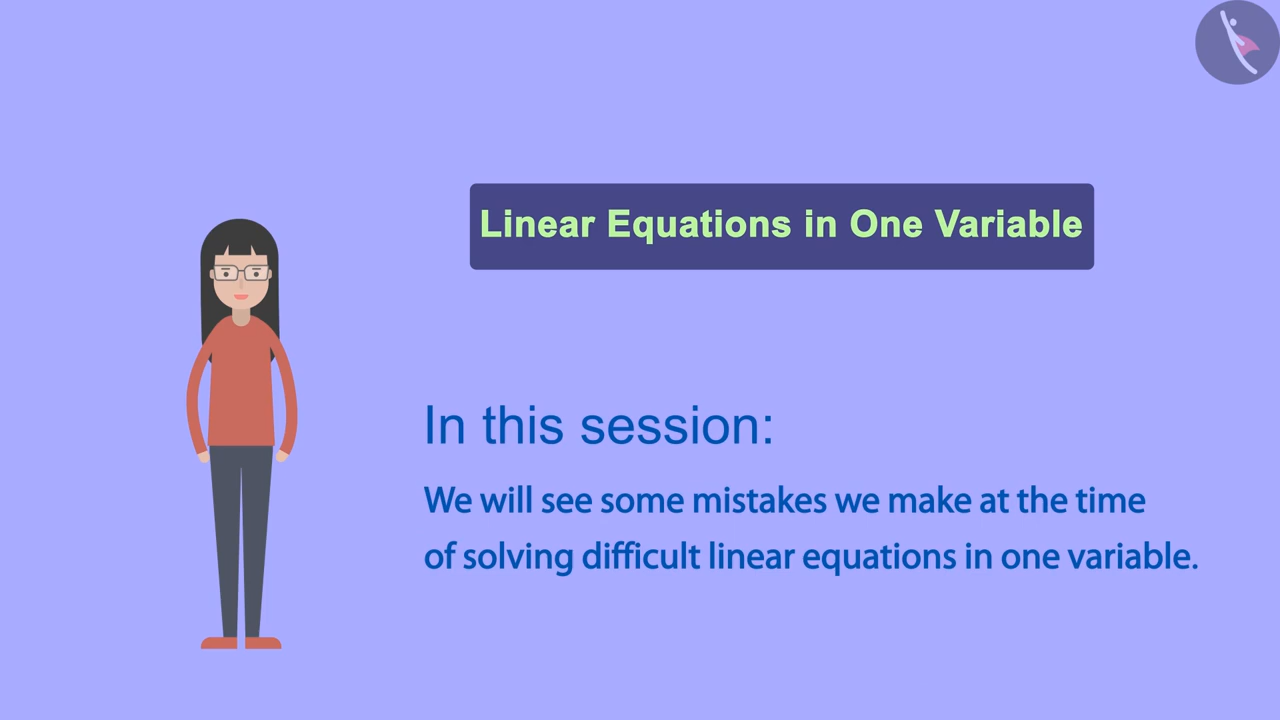 Linear Equations in One Variable
In this session:
We will see some mistakes we make at the time
of solving difficult linear equations in one variable.